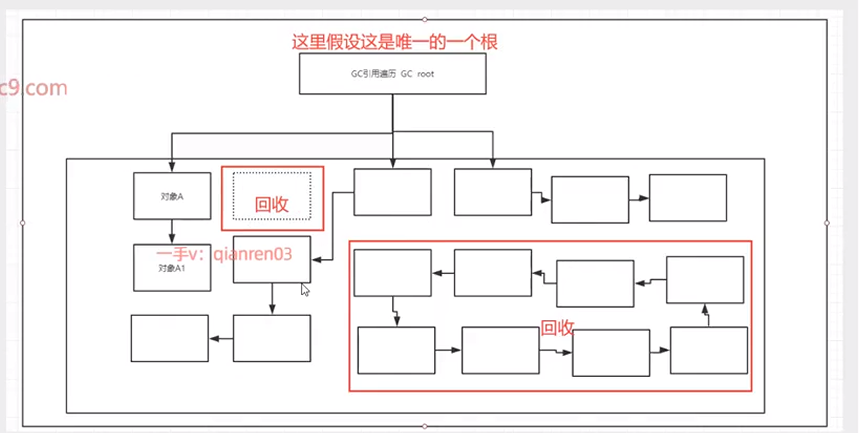 这里假设这是唯一的一个根
GC引用遍历 GC root
c9.com
对象A
回收
一手v：qianren03
对象A1
回收